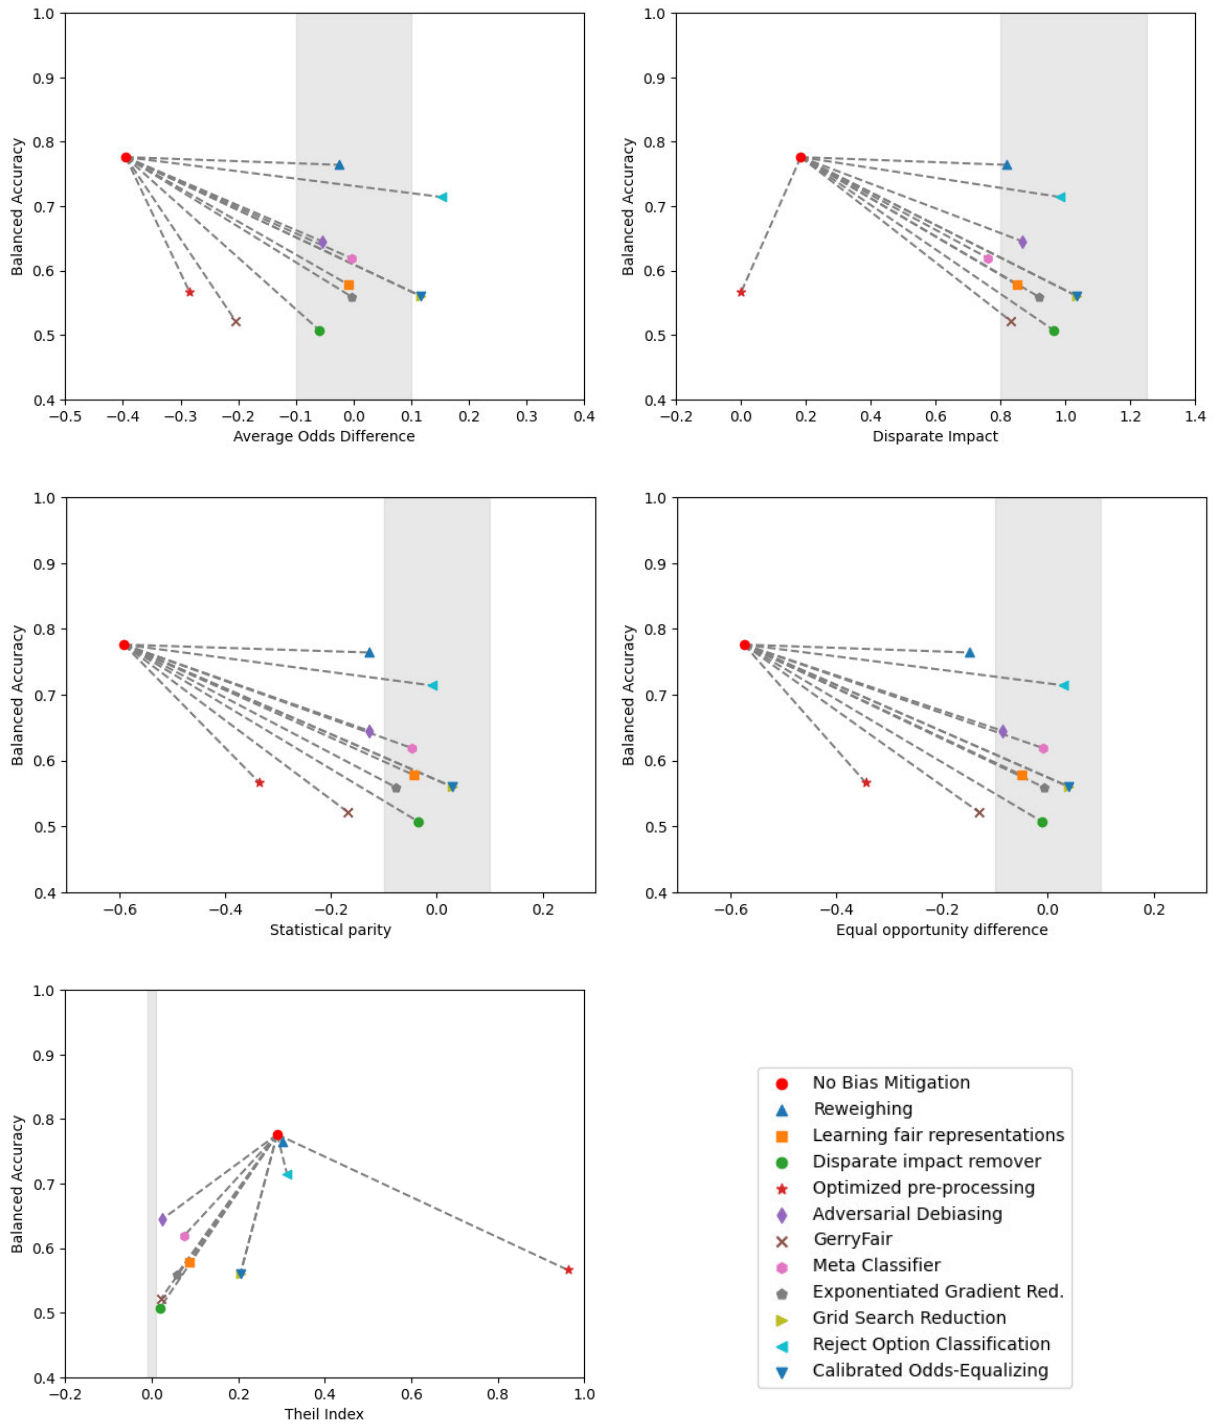 1.0
0.9
0.8
0.7
0.6
0.5
0.4
Balanced Accuracy
−0.5 −0.4 −0.3 −0.2 −0.1 0.0 0.1 0.2 0.3 0.4
Average Odds Difference
1.0
0.9
0.8
0.7
0.6
0.5
0.4
Balanced Accuracy
−0.2 0.0 0.2 0.4 0.6 0.8 1.0 1.2 1.4
Disparate Impact
1.0
0.9
0.8
0.7
0.6
0.5
0.4
Balanced Accuracy
−0.6 −0.4 −0.2 0.0 0.2
Statistical parity
1.0
0.9
0.8
0.7
0.6
0.5
0.4
Balanced Accuracy
−0.6 −0.4 −0.2 0.0 0.2
Equal opportunity difference
1.0
0.9
0.8
0.7
0.6
0.5
0.4
Balanced Accuracy
−0.2 0.0 0.2 0.4 0.6 0.8 1.0
Theil Index
No Bias Mitigation
Reweighing
Learning fair representations
Disparate impact remover
Optimized pre-processing
Adversarial Debiasing
GerryFair
Meta Classifier
Exponentiated Gradient Red.
Grid Search Reduction
Reject Option Classification
Calibrated Odds-Equalizing